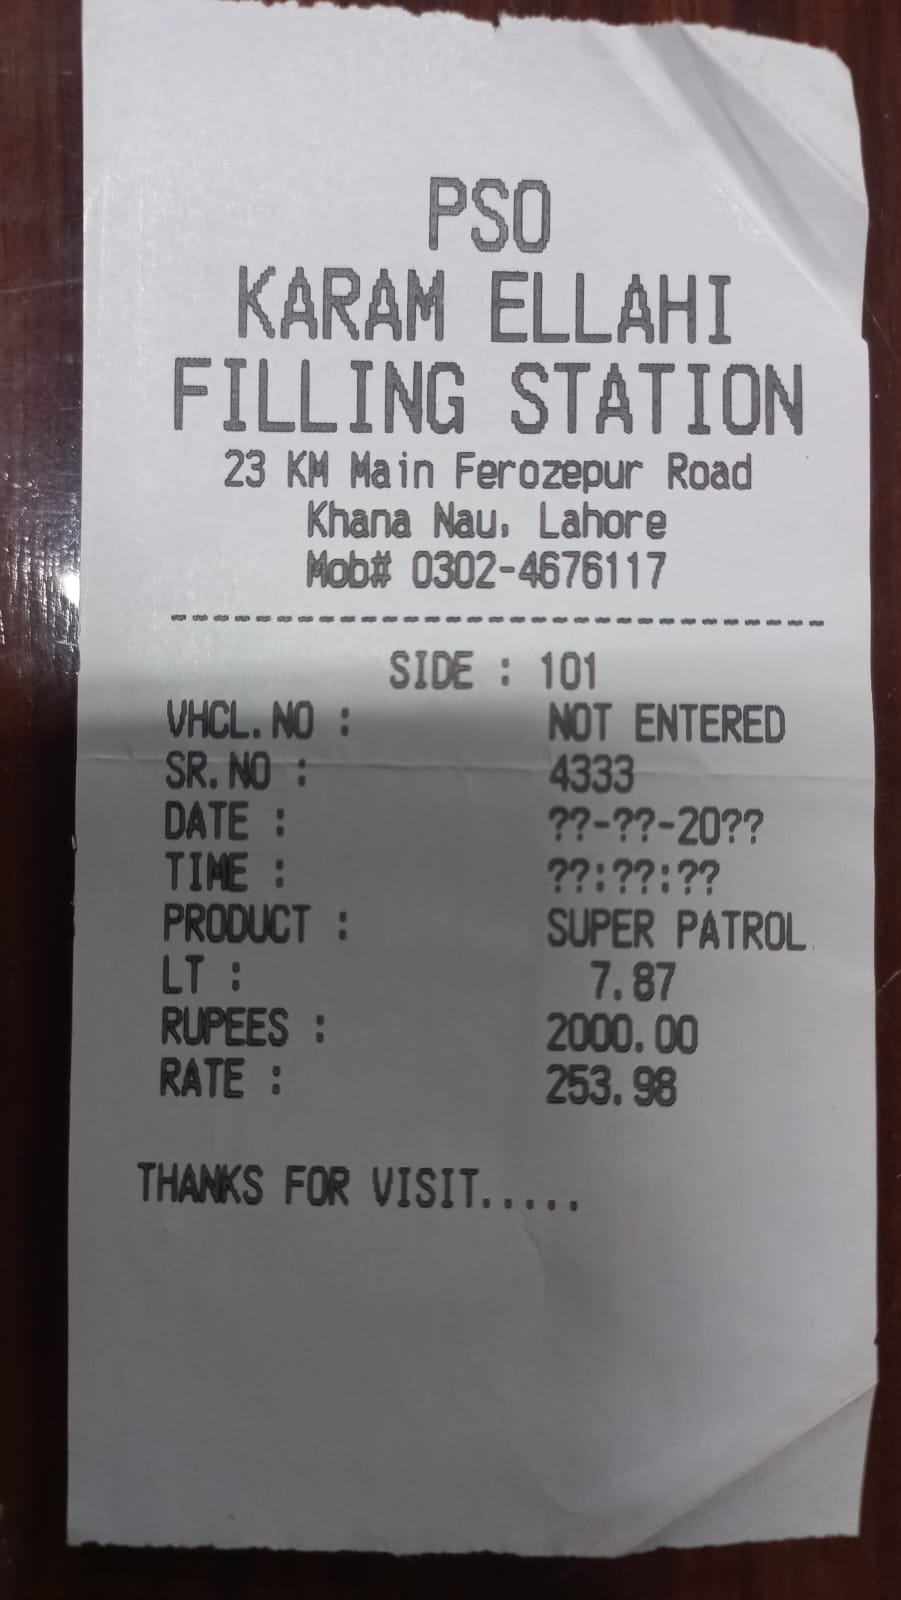 PSO
KARAM ELLAHI
FILLING STATION
23 KM Main Ferozepur Road
Khana Nau, Lahore
Mob# 0302-4676117
--------------------------------
SIDE : 101
VHCL.NO : NOT ENTERED
SR.NO : 4333
DATE : ??-??-20??
TIME : ??:??:??
PRODUCT : SUPER PATROL
LT : 7.87
RUPEES : 2000.00
RATE : 253.98
THANKS FOR VISIT.....